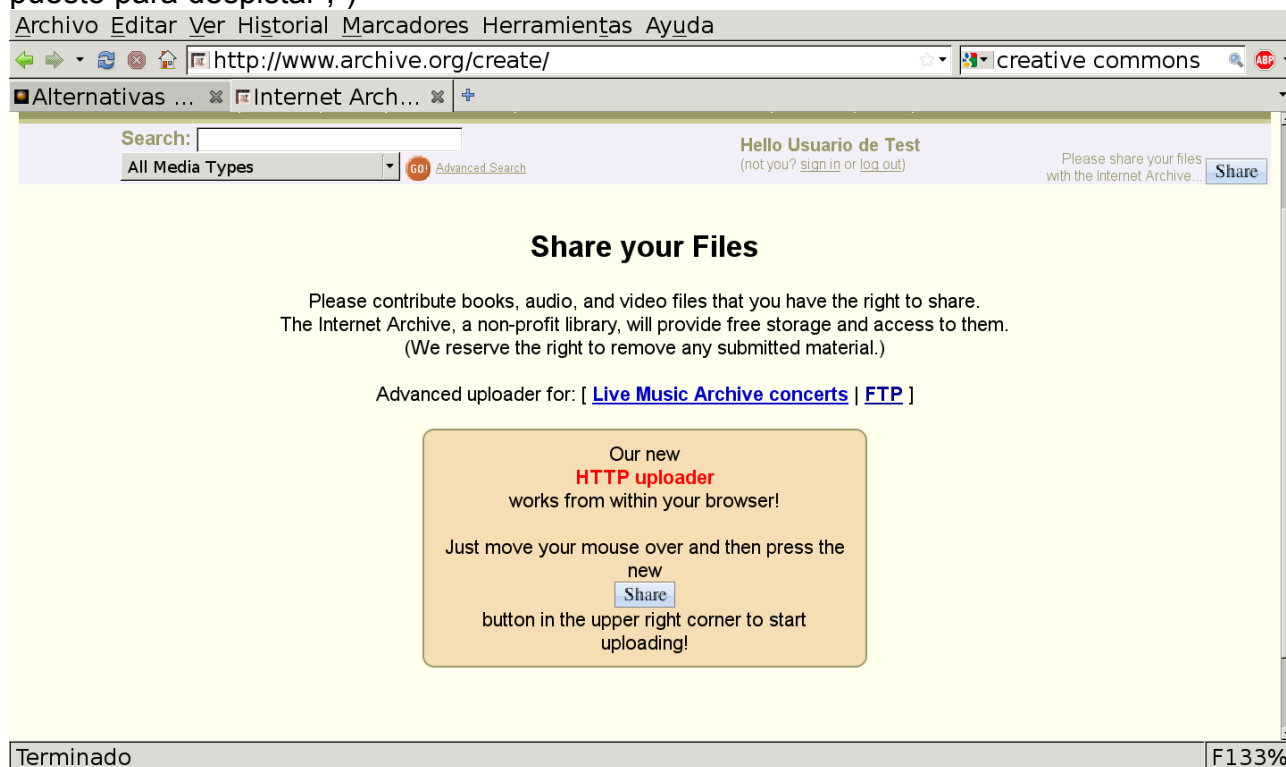 puesto para despistar ;-)
Archivo Editar Ver Historial Marcadores Herramientas Ayuda
http://www.archive.org/create/
creative commons
ABP
Alternativas ...
Internet Arch...
Search:
Hello Usuario de Test
All Media Types
GO!
Advanced Search
(not you? sign in or log out)
Please share your files
with the Internet Archive...
Share
Share your Files
Please contribute books, audio, and video files that you have the right to share.
The Internet Archive, a non-profit library, will provide free storage and access to them.
(We reserve the right to remove any submitted material.)
Advanced uploader for: [ Live Music Archive concerts | FTP ]
Our new
HTTP uploader
works from within your browser!
Just move your mouse over and then press the
new
Share
button in the upper right corner to start
uploading!
Terminado
F133%